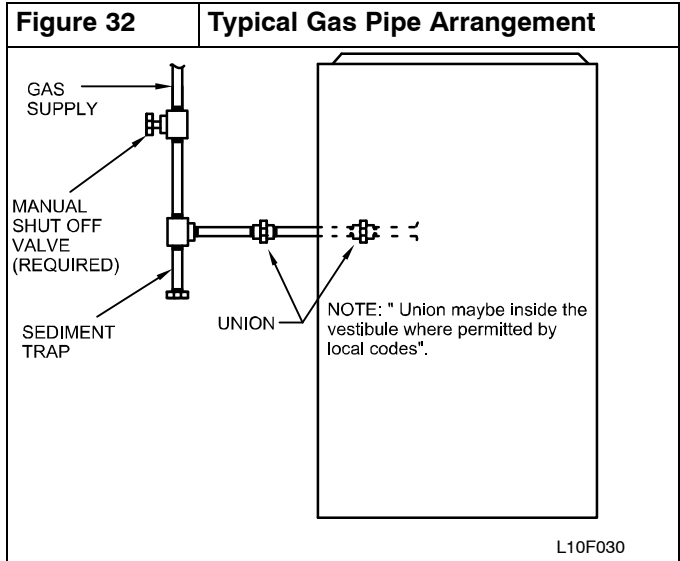 Figure 32
Typical Gas Pipe Arrangement
GAS
SUPPLY
MANUAL
SHUT OFF
VALVE
(REQUIRED)
SEDIMENT
TRAP
UNION
NOTE: " Union maybe inside the
vestibule where permitted by
local codes".
L10F030